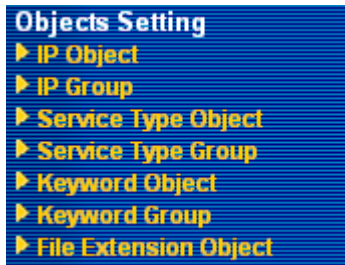 Objects Setting
IP Object
IP Group
Service Type Object
Service Type Group
Keyword Object
Keyword Group
File Extension Object